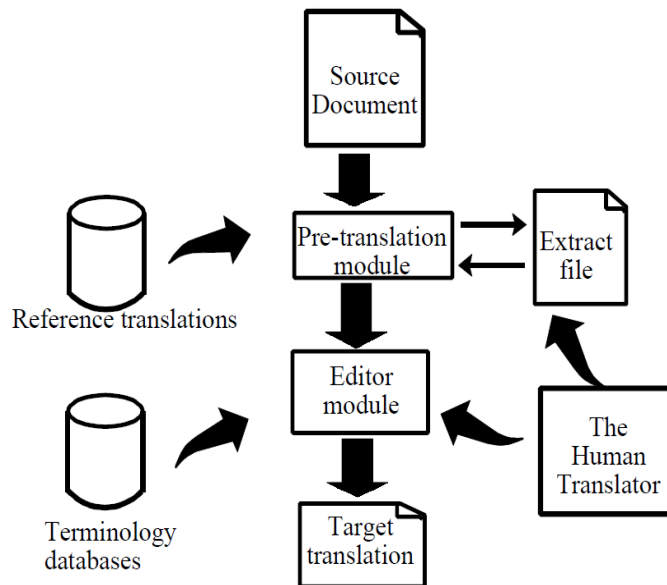 Source
Document
Pre-translation
module
Extract
file
Reference translations
Editor
module
The
Human
Translator
Terminology
databases
Target
translation